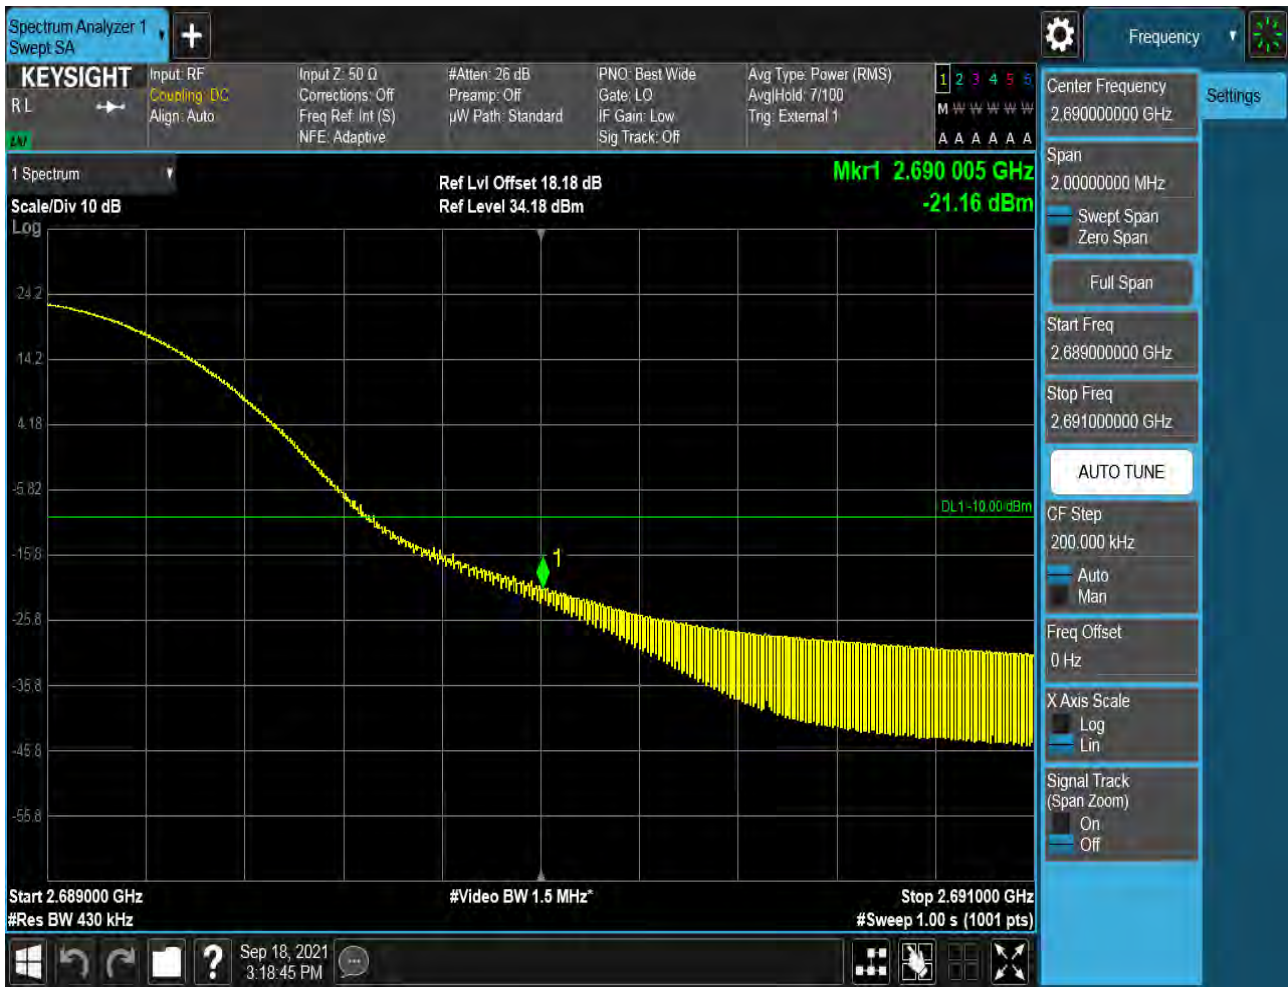 Spectrum Analyzer 1
Swept SA
Frequency
KEYSIGHT
R L
Input: RF
Coupling: DC
Align: Auto
Input Z: 50 Ω
Corrections: Off
Freq Ref: Int (S)
NFE: Adaptive
#Atten: 26 dB
Preamp: Off
µW Path: Standard
PNO: Best Wide
Gate: LO
IF Gain: Low
Sig Track: Off
Avg Type: Power (RMS)
Avg|Hold: 7/100
Trig: External 1
1 2 3 4 5 6
M W W W W W
A A A A A A
1 Spectrum
Scale/Div 10 dB
Log
Ref Lvl Offset 18.18 dB
Ref Level 34.18 dBm
Mkr1 2.690 005 GHz
-21.16 dBm
24.2
14.2
4.18
-5.82
-15.8
-25.8
-35.8
-45.8
-55.8
DL1 -10.00 dBm
1
Start 2.689000 GHz
#Res BW 430 kHz
#Video BW 1.5 MHz*
Stop 2.691000 GHz
#Sweep 1.00 s (1001 pts)
Center Frequency
2.690000000 GHz
Span
2.00000000 MHz
Swept Span
Zero Span
Full Span
Start Freq
2.689000000 GHz
Stop Freq
2.691000000 GHz
AUTO TUNE
CF Step
200.000 kHz
Auto
Man
Freq Offset
0 Hz
X Axis Scale
Log
Lin
Signal Track
(Span Zoom)
On
Off
Settings
?
Sep 18, 2021
3:18:45 PM